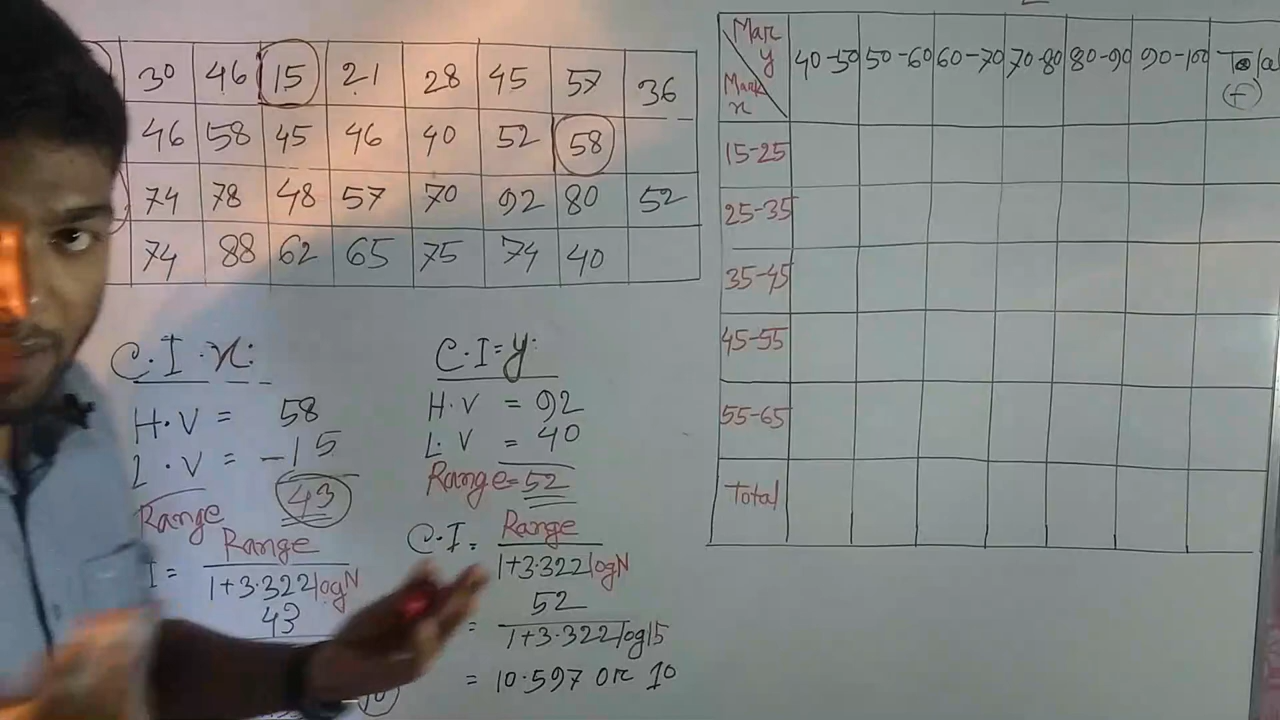 30 46 15 21 28 45 57 36
46 58 45 46 40 52 58
74 78 48 57 70 92 80 52
74 88 62 65 75 74 40
C.I.x:
H.V = 58
L.V = -15
Range 43
I = Range
1+3.322logN
43
C.I=y:
H.V = 92
L.V = 40
Range=52
C.I= Range
1+3.322logN
= 52
1+3.322log15
= 10.597 or 10
10
Mar y
Mark x
40-50 50-60 60-70 70-80 80-90 90-100 Total (f)
15-25
25-35
35-45
45-55
55-65
Total